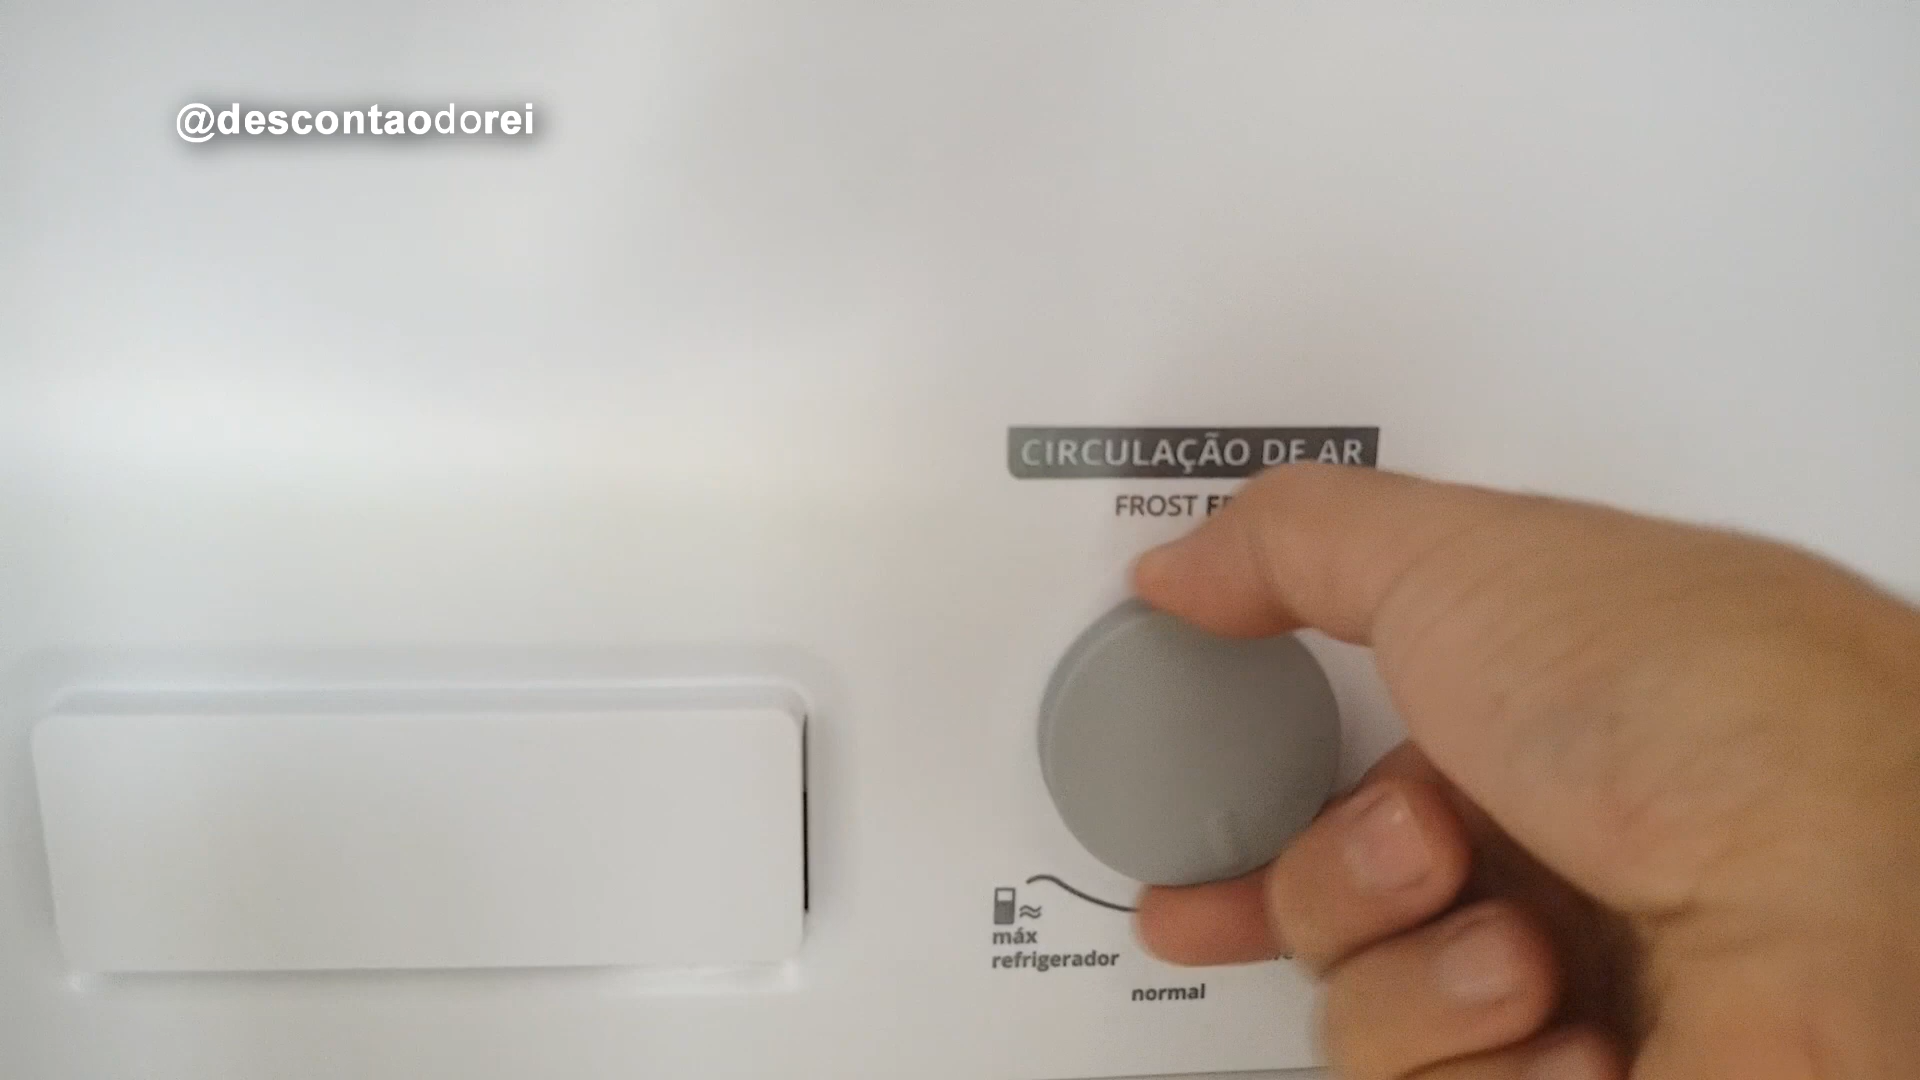 @descontaodorei
CIRCULAÇÃO DE AR
FROST
máx
refrigerador
normal